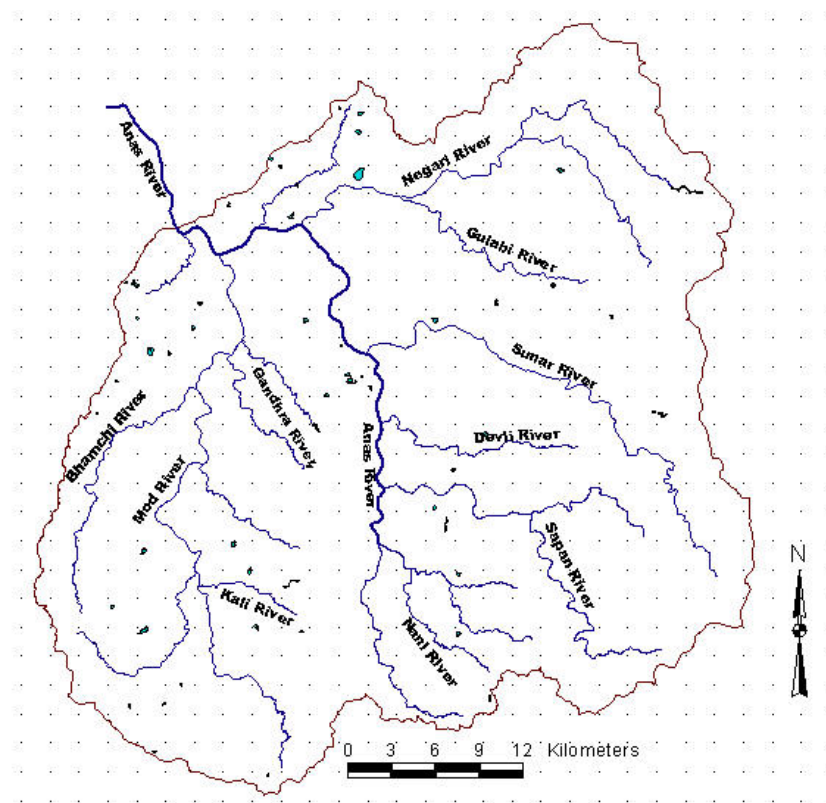 Anas River
Negari River
Gulabi River
Sunar River
Gandhra River
Bhamchi River
Anas River
Devli River
Mod River
Sapan River
N
Kali River
Nani River
0 3 6 9 12 Kilometers